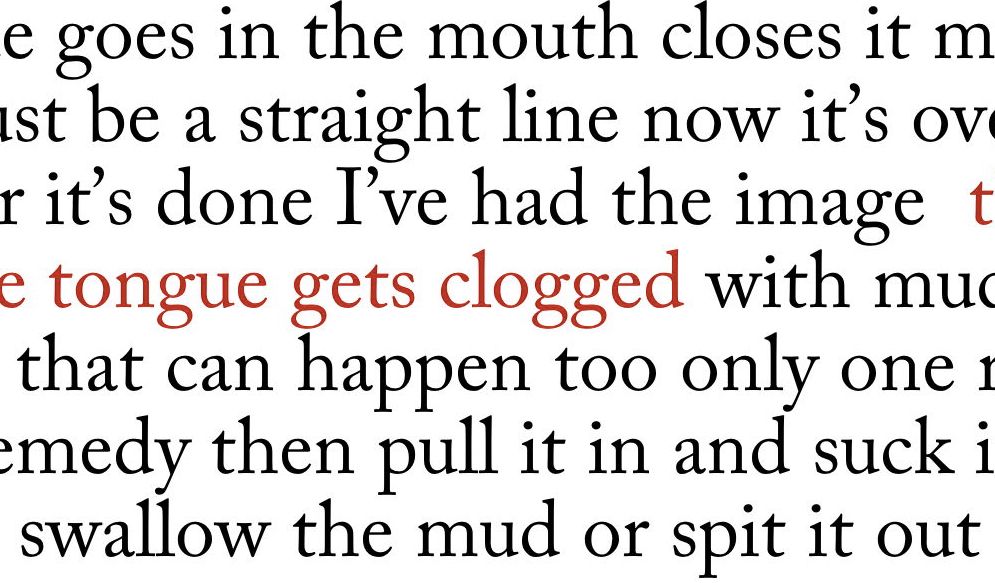 e goes in the mouth closes it m
ust be a straight line now it’s ove
r it’s done I’ve had the image t
e tongue gets clogged with mud
that can happen too only one r
emedy then pull it in and suck i
swallow the mud or spit it out